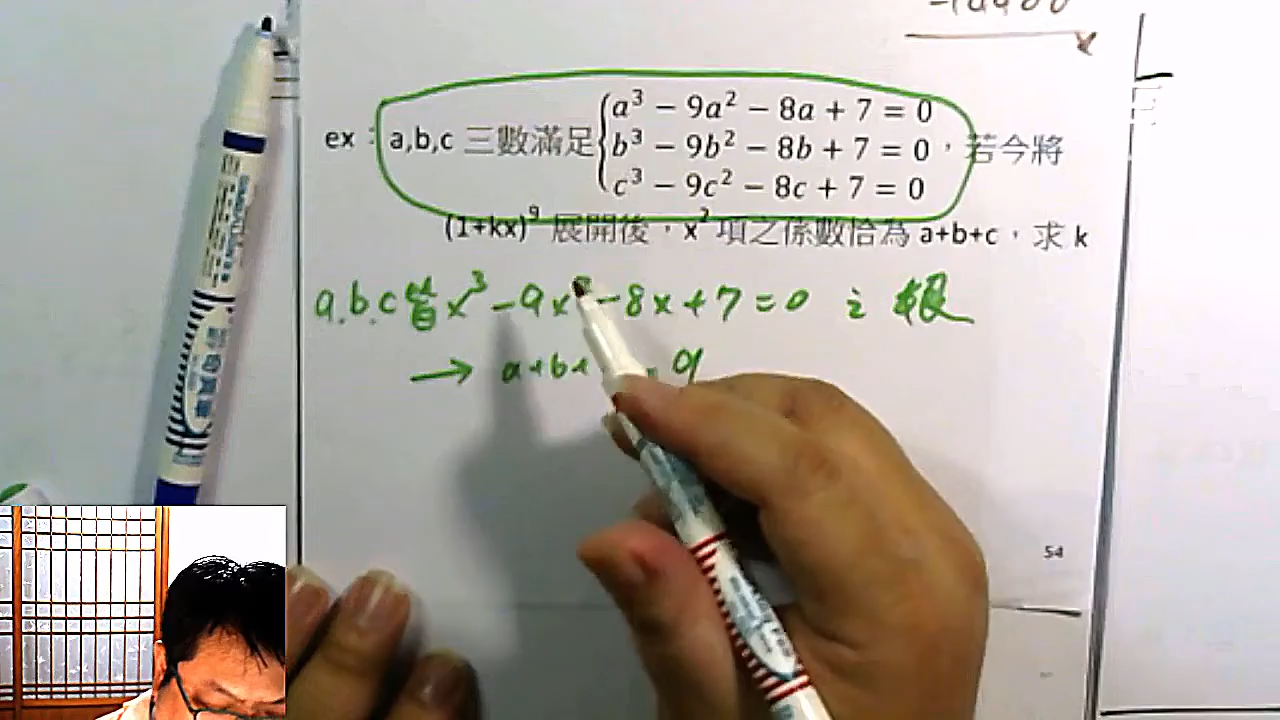 ex：a,b,c 三數滿足 { a³ − 9a² − 8a + 7 = 0
b³ − 9b² − 8b + 7 = 0，若今將
c³ − 9c² − 8c + 7 = 0
(1+kx)⁹ 展開後，x² 項之係數恰為 a+b+c，求 k
a.b.c 皆 x³ −9x² −8x +7 =0 之 根
→ a+b+ 9
54